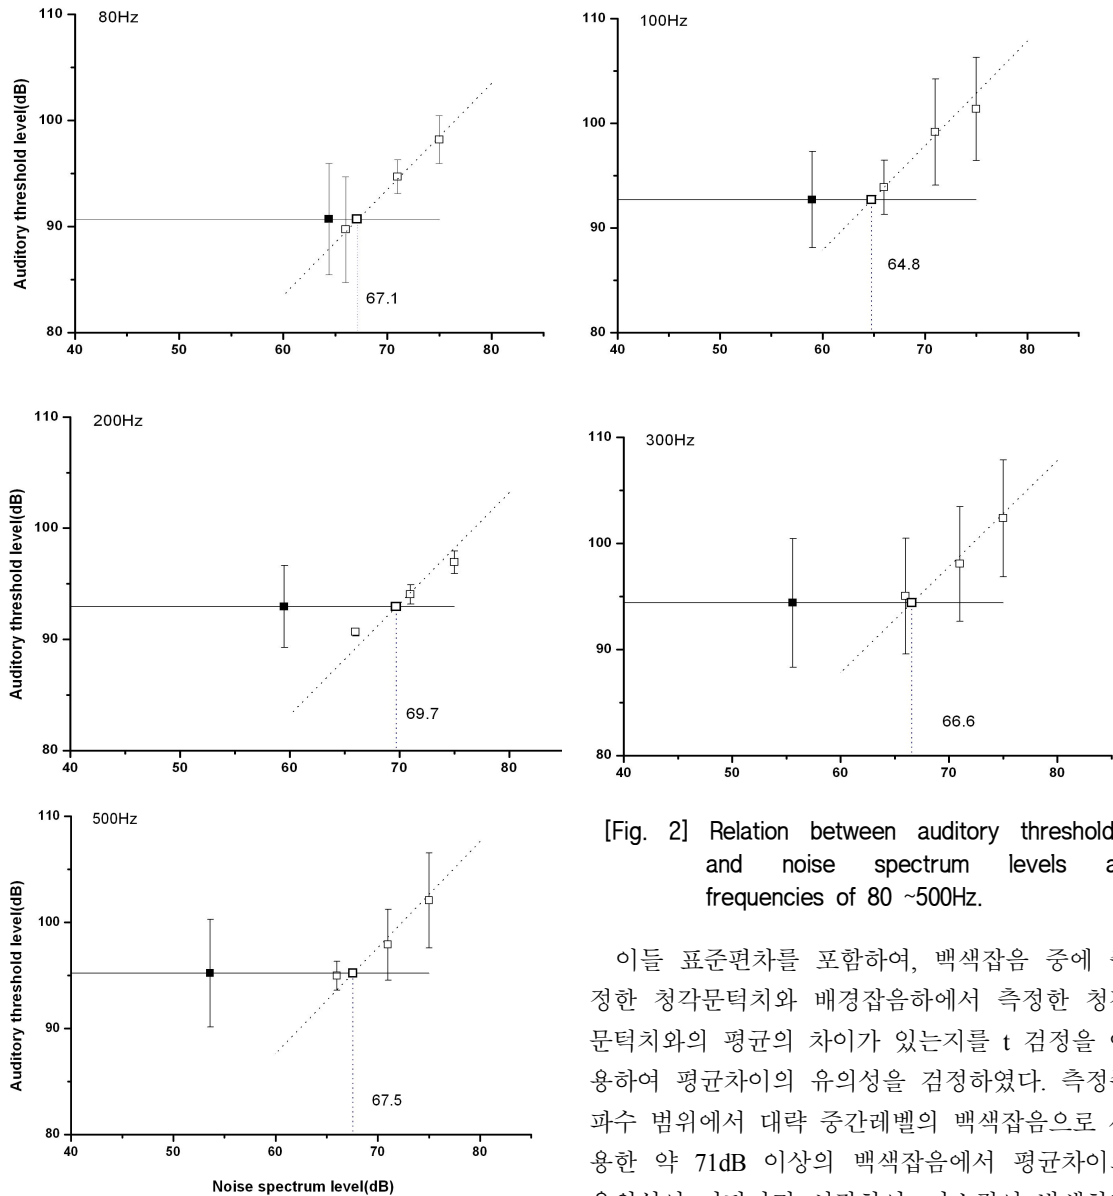 80Hz
110
100
90
80
Auditory threshold level(dB)
67.1
40 50 60 70 80
100Hz
110
100
90
80
64.8
40 50 60 70 80
200Hz
110
100
90
80
Auditory threshold level(dB)
69.7
40 50 60 70 80
300Hz
110
100
90
80
66.6
40 50 60 70 80
500Hz
110
100
90
80
Auditory threshold level(dB)
67.5
40 50 60 70 80
Noise spectrum level(dB)
[Fig. 2] Relation between auditory threshold
and noise spectrum levels a
frequencies of 80 ~500Hz.
이들 표준편차를 포함하여, 백색잡음 중에
정한 청각문턱치와 배경잡음하에서 측정한
문턱치와의 평균의 차이가 있는지를 t 검정을
용하여 평균차이의 유의성을 검정하였다.
파수 범위에서 대략 중간레벨의 백색잡음으로
용한 약 71dB 이상의 백색잡음에서